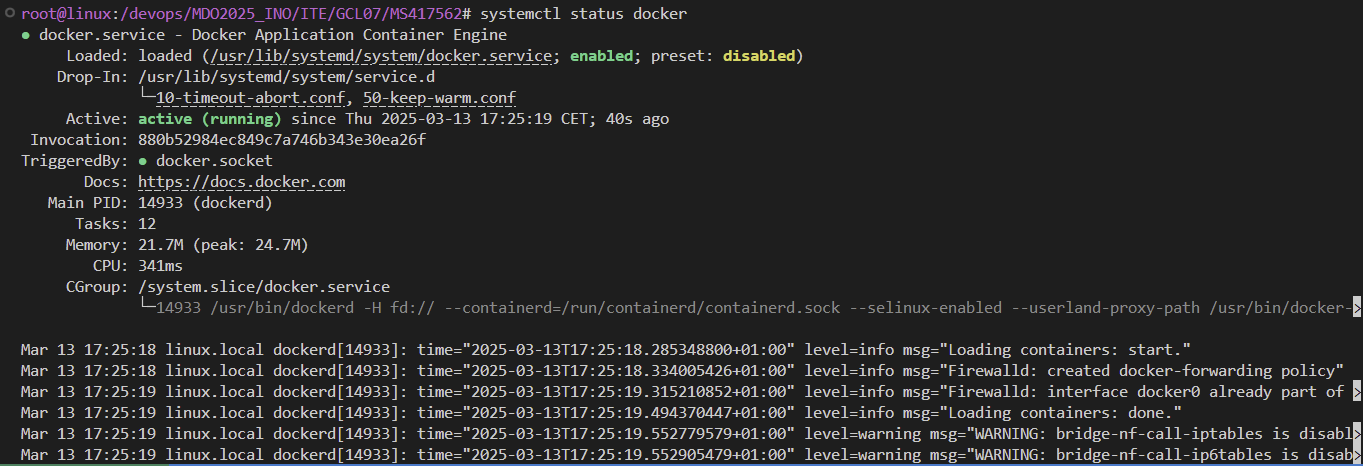 root@linux:/devops/MDO2025_INO/ITE/GCL07/MS417562# systemctl status docker
● docker.service - Docker Application Container Engine
Loaded: loaded (/usr/lib/systemd/system/docker.service; enabled; preset: disabled)
Drop-In: /usr/lib/systemd/system/service.d
└─10-timeout-abort.conf, 50-keep-warm.conf
Active: active (running) since Thu 2025-03-13 17:25:19 CET; 40s ago
Invocation: 880b52984ec849c7a746b343e30ea26f
TriggeredBy: ● docker.socket
Docs: https://docs.docker.com
Main PID: 14933 (dockerd)
Tasks: 12
Memory: 21.7M (peak: 24.7M)
CPU: 341ms
CGroup: /system.slice/docker.service
└─14933 /usr/bin/dockerd -H fd:// --containerd=/run/containerd/containerd.sock --selinux-enabled --userland-proxy-path /usr/bin/docker->
Mar 13 17:25:18 linux.local dockerd[14933]: time="2025-03-13T17:25:18.285348800+01:00" level=info msg="Loading containers: start."
Mar 13 17:25:18 linux.local dockerd[14933]: time="2025-03-13T17:25:18.334005426+01:00" level=info msg="Firewalld: created docker-forwarding policy"
Mar 13 17:25:19 linux.local dockerd[14933]: time="2025-03-13T17:25:19.315210852+01:00" level=info msg="Firewalld: interface docker0 already part of >
Mar 13 17:25:19 linux.local dockerd[14933]: time="2025-03-13T17:25:19.494370447+01:00" level=info msg="Loading containers: done."
Mar 13 17:25:19 linux.local dockerd[14933]: time="2025-03-13T17:25:19.552779579+01:00" level=warning msg="WARNING: bridge-nf-call-iptables is disabl>
Mar 13 17:25:19 linux.local dockerd[14933]: time="2025-03-13T17:25:19.552905479+01:00" level=warning msg="WARNING: bridge-nf-call-ip6tables is disab>